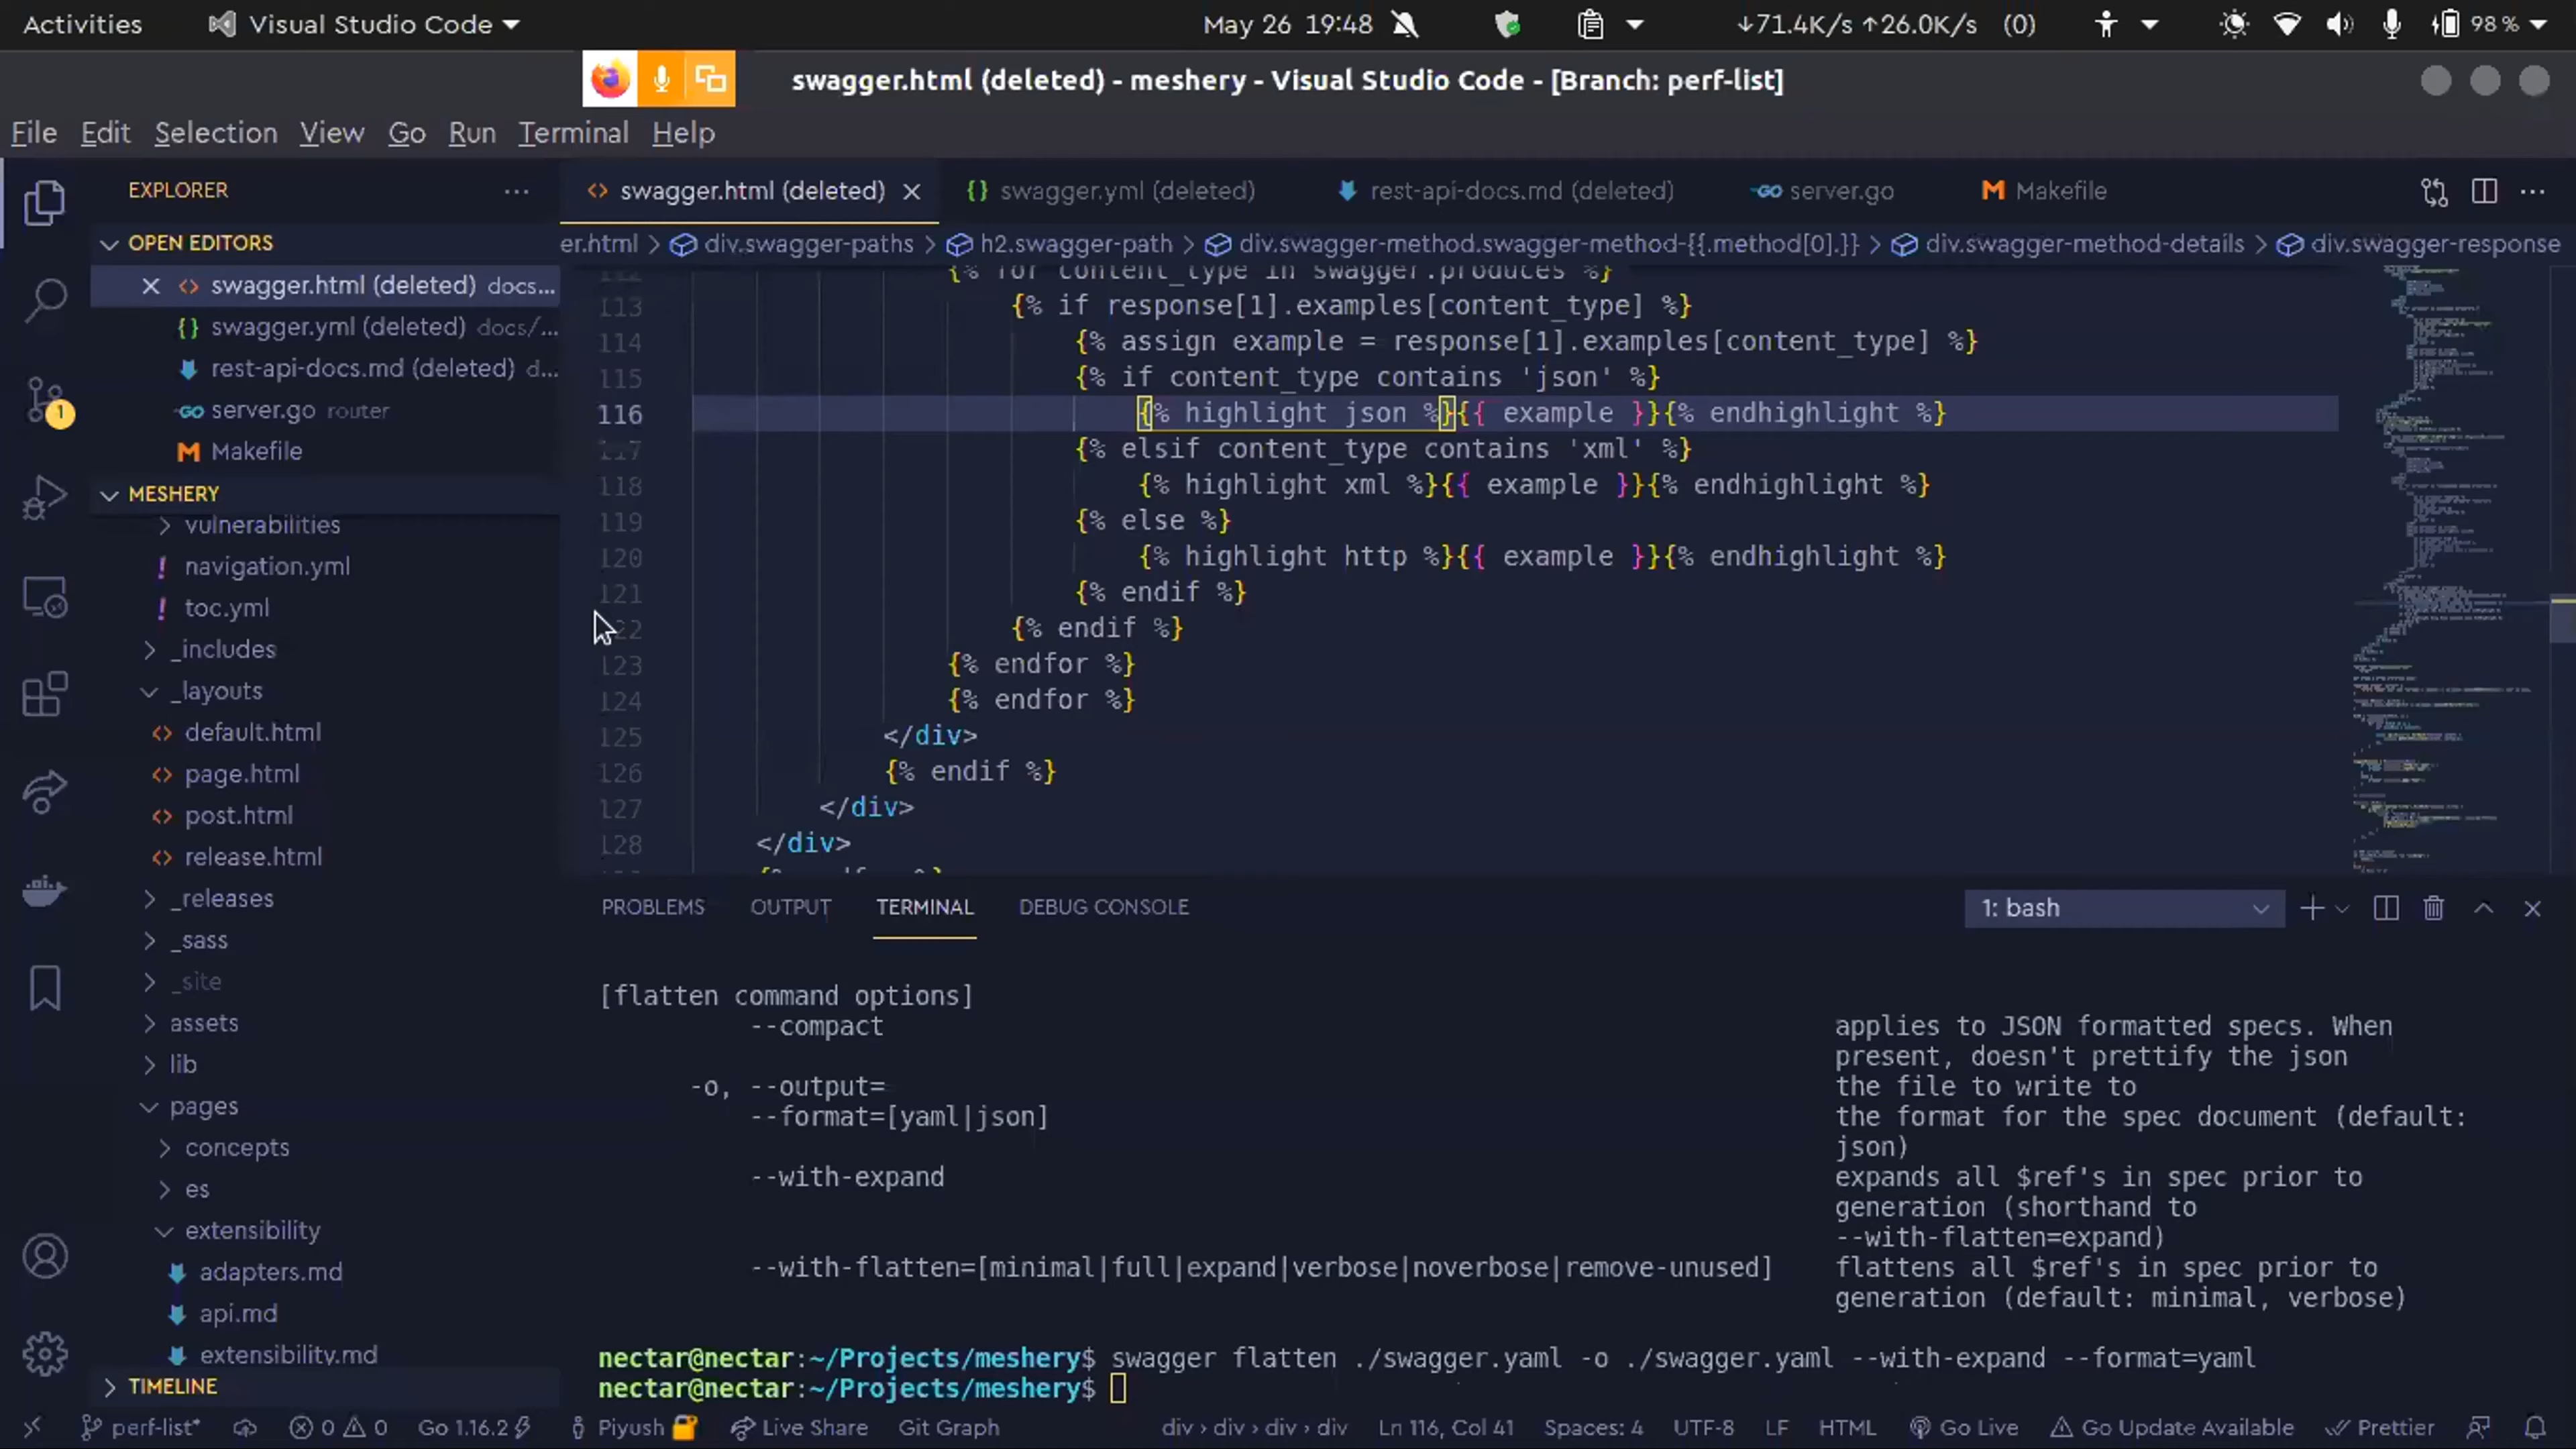 Activities
Visual Studio Code
May 26 19:48
↓71.4K/s ↑26.0K/s (0)
98 %
swagger.html (deleted) - meshery - Visual Studio Code - [Branch: perf-list]
File Edit Selection View Go Run Terminal Help
EXPLORER
swagger.html (deleted)
swagger.yml (deleted)
rest-api-docs.md (deleted)
server.go
Makefile
OPEN EDITORS
swagger.html (deleted) docs...
swagger.yml (deleted) docs/...
rest-api-docs.md (deleted) d...
server.go router
1
Makefile
MESHERY
vulnerabilities
navigation.yml
toc.yml
_includes
_layouts
default.html
page.html
post.html
release.html
_releases
_sass
_site
assets
lib
pages
concepts
es
extensibility
adapters.md
api.md
extensibility.md
TIMELINE
er.html > div.swagger-paths > h2.swagger-path > div.swagger-method.swagger-method-{{.method[0].}} > div.swagger-method-details > div.swagger-response
{% for content_type in swagger.produces %}
113 {% if response[1].examples[content_type] %}
114 {% assign example = response[1].examples[content_type] %}
115 {% if content_type contains 'json' %}
116 {% highlight json %}{{ example }}{% endhighlight %}
117 {% elsif content_type contains 'xml' %}
118 {% highlight xml %}{{ example }}{% endhighlight %}
119 {% else %}
120 {% highlight http %}{{ example }}{% endhighlight %}
121 {% endif %}
122 {% endif %}
123 {% endfor %}
124 {% endfor %}
125 </div>
126 {% endif %}
127 </div>
128 </div>
PROBLEMS OUTPUT TERMINAL DEBUG CONSOLE
1: bash
[flatten command options]
--compact applies to JSON formatted specs. When
present, doesn't prettify the json
-o, --output= the file to write to
--format=[yaml|json] the format for the spec document (default:
json)
--with-expand expands all $ref's in spec prior to
generation (shorthand to
--with-flatten=expand)
--with-flatten=[minimal|full|expand|verbose|noverbose|remove-unused] flattens all $ref's in spec prior to
generation (default: minimal, verbose)
nectar@nectar:~/Projects/meshery$ swagger flatten ./swagger.yaml -o ./swagger.yaml --with-expand --format=yaml
nectar@nectar:~/Projects/meshery$
perf-list* 0 0 Go 1.16.2 Piyush Live Share Git Graph div › div › div › div Ln 116, Col 41 Spaces: 4 UTF-8 LF HTML Go Live Go Update Available Prettier